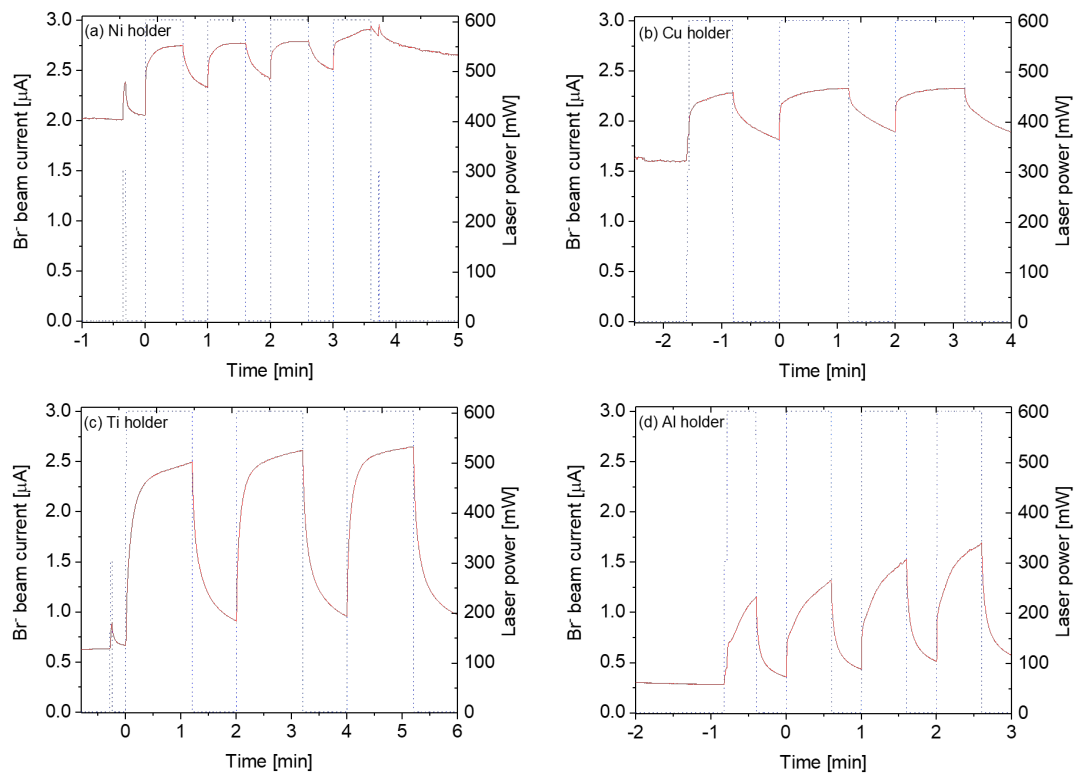 (a) Ni holder
Br⁻ beam current [μA]
3.0
2.5
2.0
1.5
1.0
0.5
0.0
600
500
400
300
200
100
0
Laser power [mW]
-1 0 1 2 3 4 5
Time [min]
(b) Cu holder
Br⁻ beam current [μA]
3.0
2.5
2.0
1.5
1.0
0.5
0.0
600
500
400
300
200
100
0
Laser power [mW]
-2 -1 0 1 2 3 4
Time [min]
(c) Ti holder
Br⁻ beam current [μA]
3.0
2.5
2.0
1.5
1.0
0.5
0.0
600
500
400
300
200
100
0
Laser power [mW]
0 1 2 3 4 5 6
Time [min]
(d) Al holder
Br⁻ beam current [μA]
3.0
2.5
2.0
1.5
1.0
0.5
0.0
600
500
400
300
200
100
0
Laser power [mW]
-2 -1 0 1 2 3
Time [min]